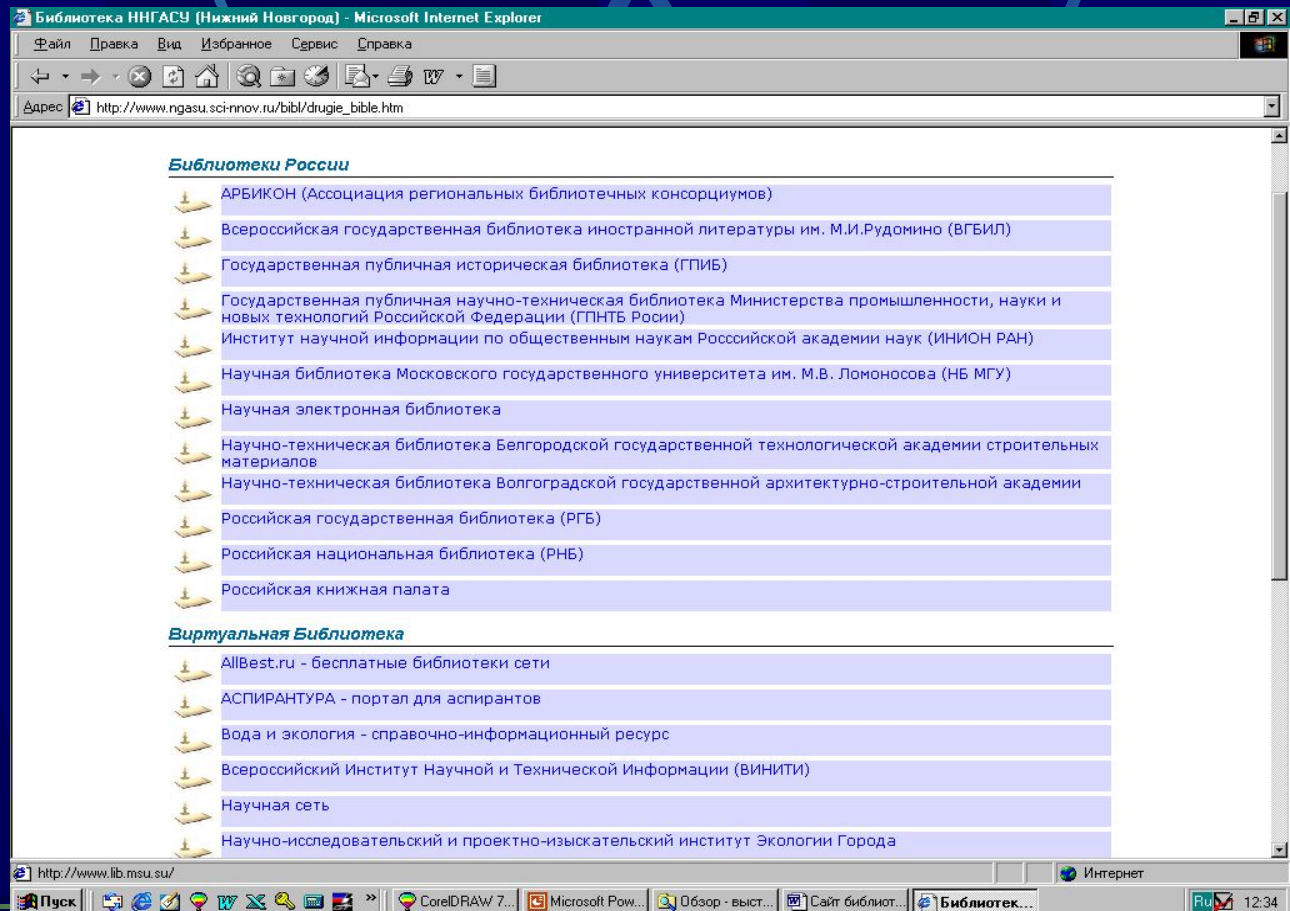 Библиотека ННГАСУ (Нижний Новгород) - Microsoft Internet Explorer
Файл Правка Вид Избранное Сервис Справка
Адрес http://www.ngasu.sci-nnov.ru/bibl/drugie_bible.htm
Библиотеки России
АРБИКОН (Ассоциация региональных библиотечных консорциумов)
Всероссийская государственная библиотека иностранной литературы им. М.И.Рудомино (ВГБИЛ)
Государственная публичная историческая библиотека (ГПИБ)
Государственная публичная научно-техническая библиотека Министерства промышленности, науки и
новых технологий Российской Федерации (ГПНТБ Росии)
Институт научной информации по общественным наукам Росссийской академии наук (ИНИОН РАН)
Научная библиотека Московского государственного университета им. М.В. Ломоносова (НБ МГУ)
Научная электронная библиотека
Научно-техническая библиотека Белгородской государственной технологической академии строительных
материалов
Научно-техническая библиотека Волгоградской государственной архитектурно-строительной академии
Российская государственная библиотека (РГБ)
Российская национальная библиотека (РНБ)
Российская книжная палата
Виртуальная Библиотека
AllBest.ru - бесплатные библиотеки сети
АСПИРАНТУРА - портал для аспирантов
Вода и экология - справочно-информационный ресурс
Всероссийский Институт Научной и Технической Информации (ВИНИТИ)
Научная сеть
Научно-исследовательский и проектно-изыскательский институт Экологии Города
http://www.lib.msu.su/ Интернет
Пуск » CorelDRAW 7... Microsoft Pow... Обзор - выст... Сайт библиот... Библиотек... Ru 12:34